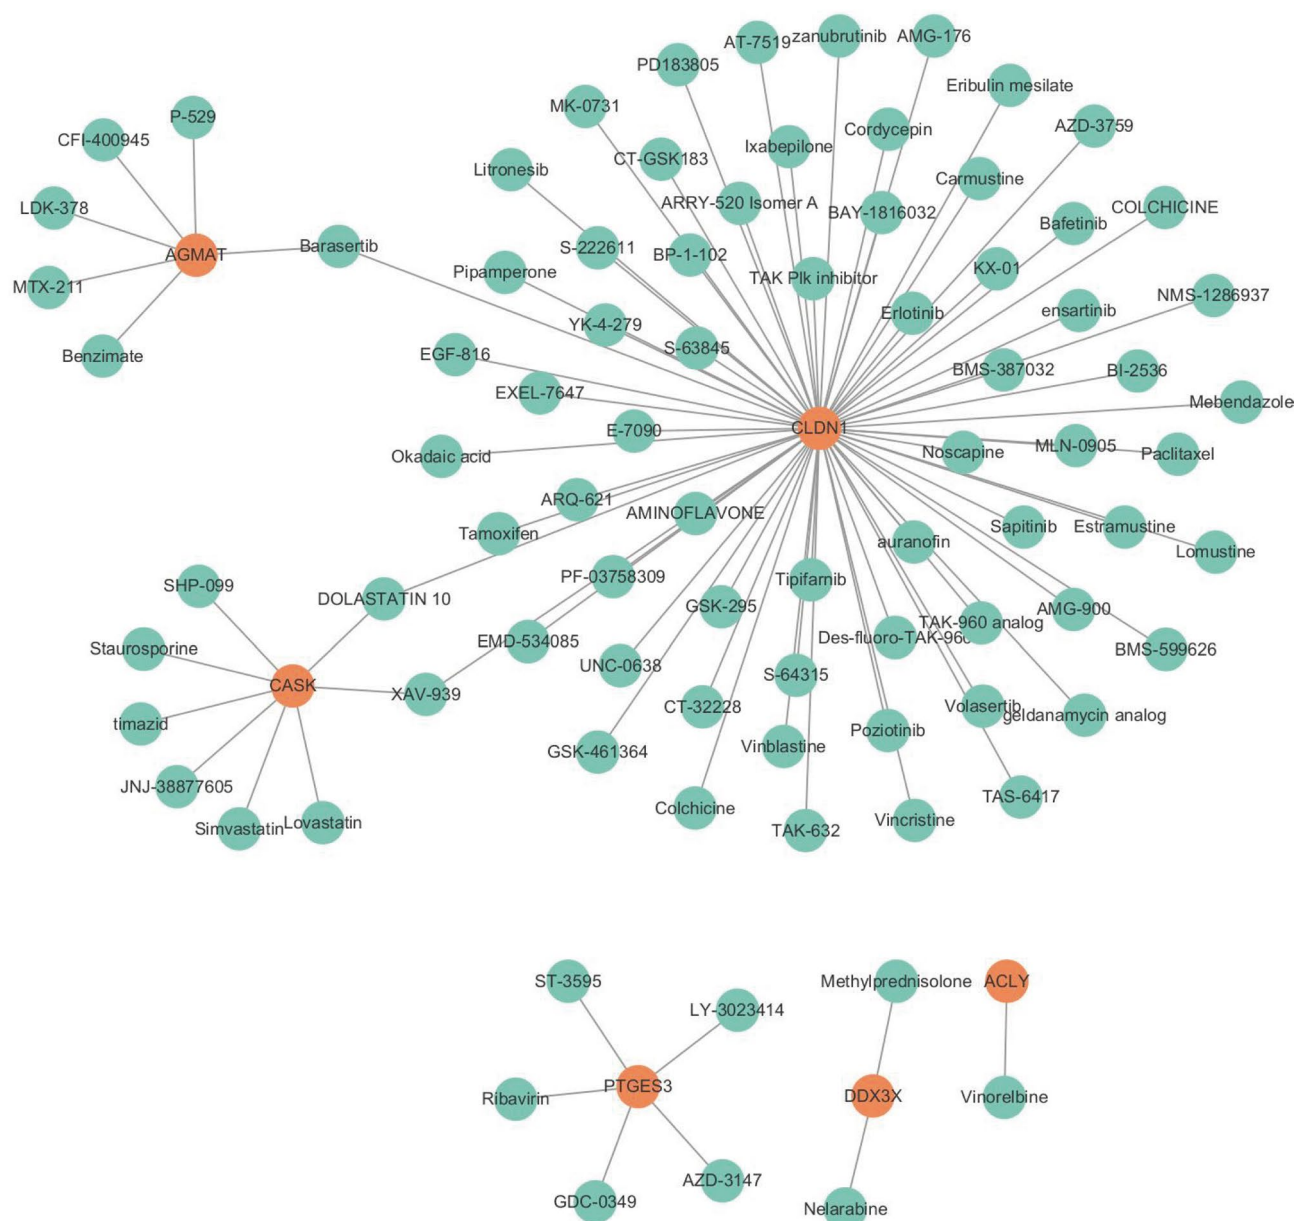 AT-7519
zanubrutinib
AMG-176
PD183805
Eribulin mesilate
MK-0731
P-529
CFI-400945
Cordycepin
AZD-3759
Ixabepilone
CT-GSK183
Litronesib
Carmustine
LDK-378
ARRY-520 Isomer A
BAY-1816032
COLCHICINE
Bafetinib
AGMAT
Barasertib
S-222611
BP-1-102
Pipamperone
TAK Plk inhibitor
KX-01
MTX-211
NMS-1286937
Erlotinib
ensartinib
YK-4-279
S-63845
Benzimate
EGF-816
BMS-387032
BI-2536
EXEL-7647
Mebendazole
CLDN1
E-7090
Okadaic acid
Noscapine
MLN-0905
Paclitaxel
ARQ-621
AMINOFLAVONE
Tamoxifen
auranofin
Sapitinib
Estramustine
Lomustine
SHP-099
PF-03758309
Tipifarnib
DOLASTATIN 10
GSK-295
AMG-900
TAK-960 analog
Des-fluoro-TAK-960
EMD-534085
Staurosporine
BMS-599626
UNC-0638
S-64315
CASK
XAV-939
CT-32228
Volasertib
geldanamycin analog
timazid
Poziotinib
Vinblastine
GSK-461364
JNJ-38877605
TAS-6417
Colchicine
Simvastatin
Lovastatin
TAK-632
Vincristine
ST-3595
Methylprednisolone
ACLY
LY-3023414
PTGES3
Ribavirin
DDX3X
Vinorelbine
AZD-3147
GDC-0349
Nelarabine